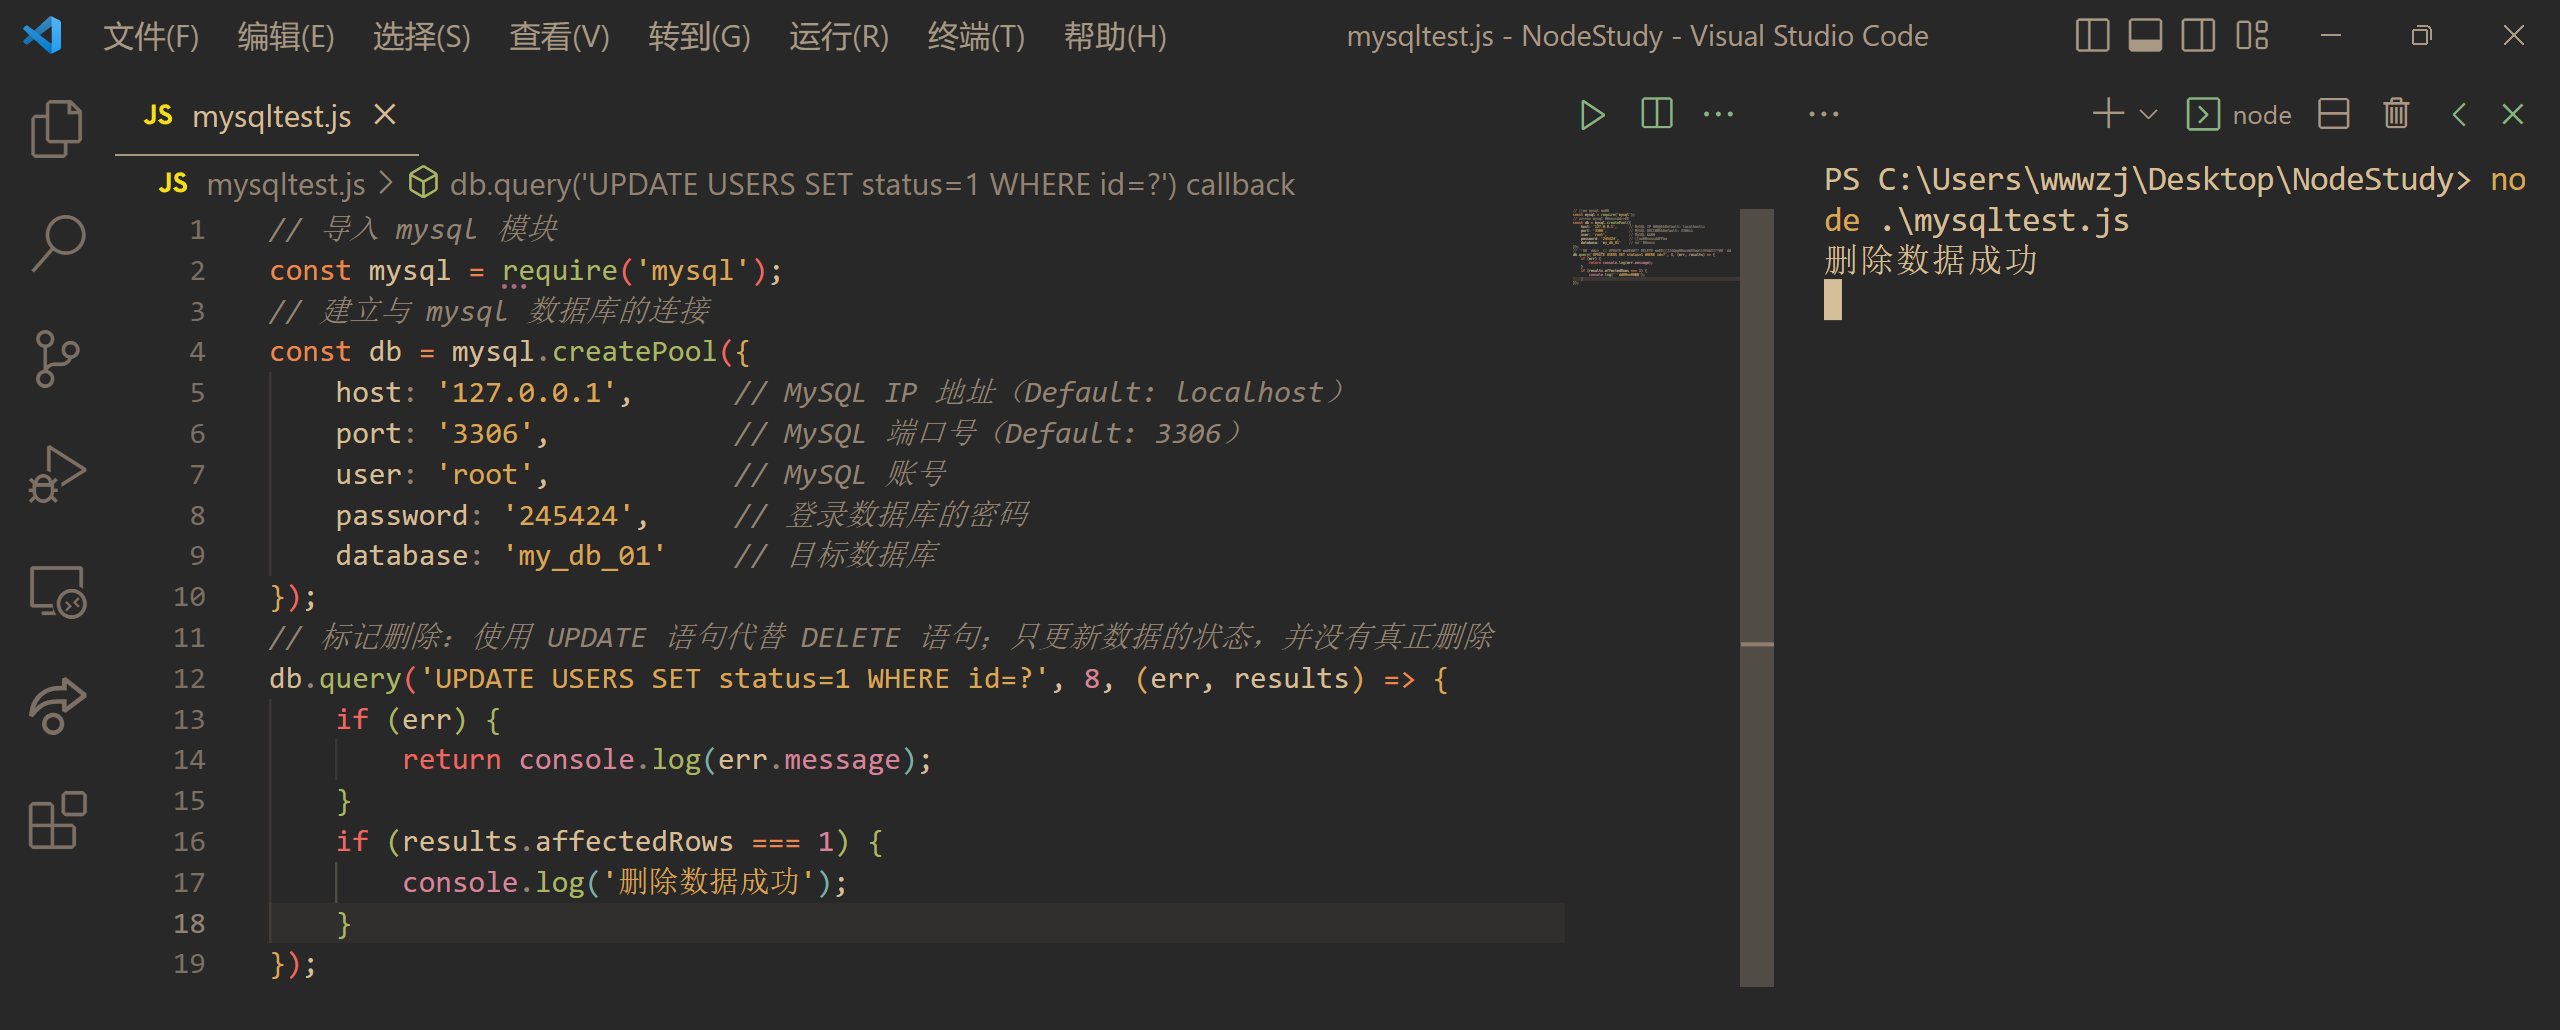 文件(F) 编辑(E) 选择(S) 查看(V) 转到(G) 运行(R) 终端(T) 帮助(H) mysqltest.js - NodeStudy - Visual Studio Code
JS mysqltest.js
JS mysqltest.js > db.query('UPDATE USERS SET status=1 WHERE id=?') callback
1 // 导入 mysql 模块
2 const mysql = require('mysql');
3 // 建立与 mysql 数据库的连接
4 const db = mysql.createPool({
5 host: '127.0.0.1', // MySQL IP 地址（Default: localhost）
6 port: '3306', // MySQL 端口号（Default: 3306）
7 user: 'root', // MySQL 账号
8 password: '245424', // 登录数据库的密码
9 database: 'my_db_01' // 目标数据库
10 });
11 // 标记删除：使用 UPDATE 语句代替 DELETE 语句；只更新数据的状态，并没有真正删除
12 db.query('UPDATE USERS SET status=1 WHERE id=?', 8, (err, results) => {
13 if (err) {
14 return console.log(err.message);
15 }
16 if (results.affectedRows === 1) {
17 console.log('删除数据成功');
18 }
19 });
node
PS C:\Users\wwwzj\Desktop\NodeStudy> no
de .\mysqltest.js
删除数据成功